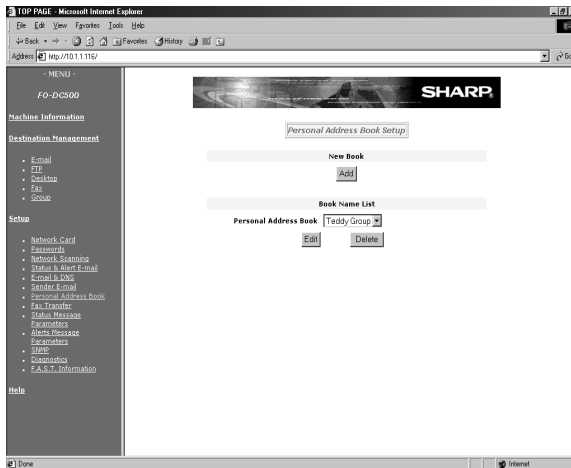 TOP PAGE - Microsoft Internet Explorer
File Edit View Favorites Tools Help
Back Favorites History
Address http://10.1.1.116/ Go
- MENU -
FO-DC500
Machine Information
Destination Management
E-mail
FTP
Desktop
Fax
Group
Setup
Network Card
Passwords
Network Scanning
Status & Alert E-mail
E-mail & DNS
Sender E-mail
Personal Address Book
Fax Transfer
Status Message
Parameters
Alerts Message
Parameters
SNMP
Diagnostics
F.A.S.T. Information
Help
SHARP
Personal Address Book Setup
New Book
Add
Book Name List
Personal Address Book Teddy Group
Edit Delete
Done Internet